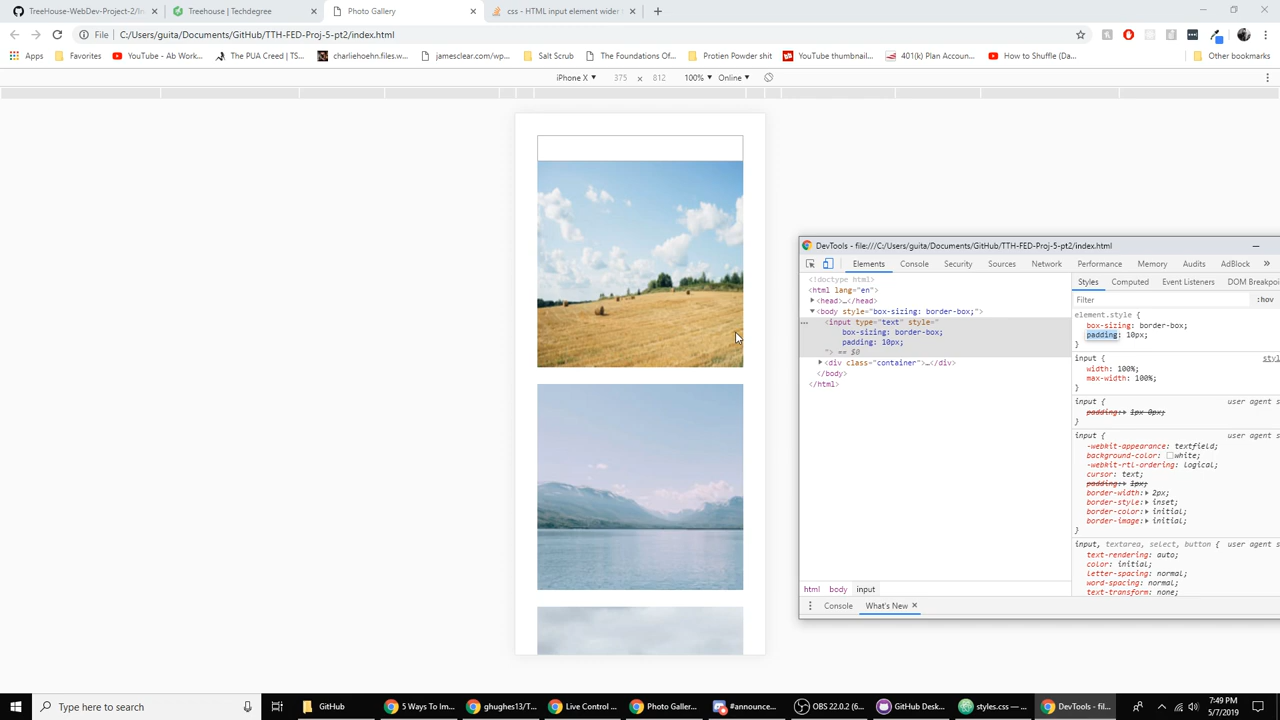 TreeHouse-WebDev-Project-2/in
Treehouse | Techdegree
Photo Gallery
css - HTML input element wider
File
C:/Users/guita/Documents/GitHub/TTH-FED-Proj-5-pt2/index.html
Apps
Favorites
YouTube - Ab Work...
The PUA Creed | TS...
charliehoehn.files.w...
jamesclear.com/wp...
Salt Scrub
The Foundations Of...
Protien Powder shit
YouTube thumbnail...
401(k) Plan Accoun...
How to Shuffle (Da...
Other bookmarks
iPhone X ▼ 375 × 812 100% ▼ Online ▼
DevTools - file:///C:/Users/guita/Documents/GitHub/TTH-FED-Proj-5-pt2/index.html
Elements Console Security Sources Network Performance Memory Audits AdBlock »
<!doctype html>
<html lang="en">
<head>…</head>
<body style="box-sizing: border-box;">
<input type="text" style="
box-sizing: border-box;
padding: 10px;
"> == $0
<div class="container">…</div>
</body>
</html>
html body input
Styles Computed Event Listeners DOM Breakpo
Filter :hov
element.style {
box-sizing: border-box;
padding: 10px;
}
input { styl
width: 100%;
max-width: 100%;
}
input { user agent s
padding: 1px 0px;
}
input { user agent s
-webkit-appearance: textfield;
background-color: white;
-webkit-rtl-ordering: logical;
cursor: text;
padding: 1px;
border-width: 2px;
border-style: inset;
border-color: initial;
border-image: initial;
}
input, textarea, select, button { user agent s
text-rendering: auto;
color: initial;
letter-spacing: normal;
word-spacing: normal;
text-transform: none;
Console What's New ×
Type here to search
GitHub
5 Ways To Im...
ghughes13/T...
Live Control ...
Photo Galler...
#announce...
OBS 22.0.2 (6...
GitHub Desk...
styles.css — ...
DevTools - fil...
7:49 PM
5/7/2019